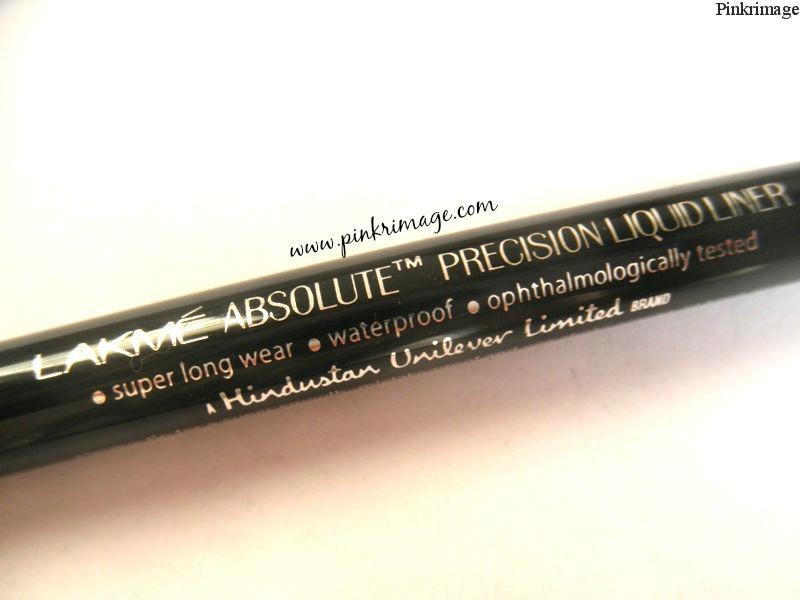 Pinkrimage
www.pinkrimage.com
LAKMÉ ABSOLUTE™ PRECISION LIQUID LINER
• super long wear • waterproof • ophthalmologically tested
A Hindustan Unilever Limited BRAND